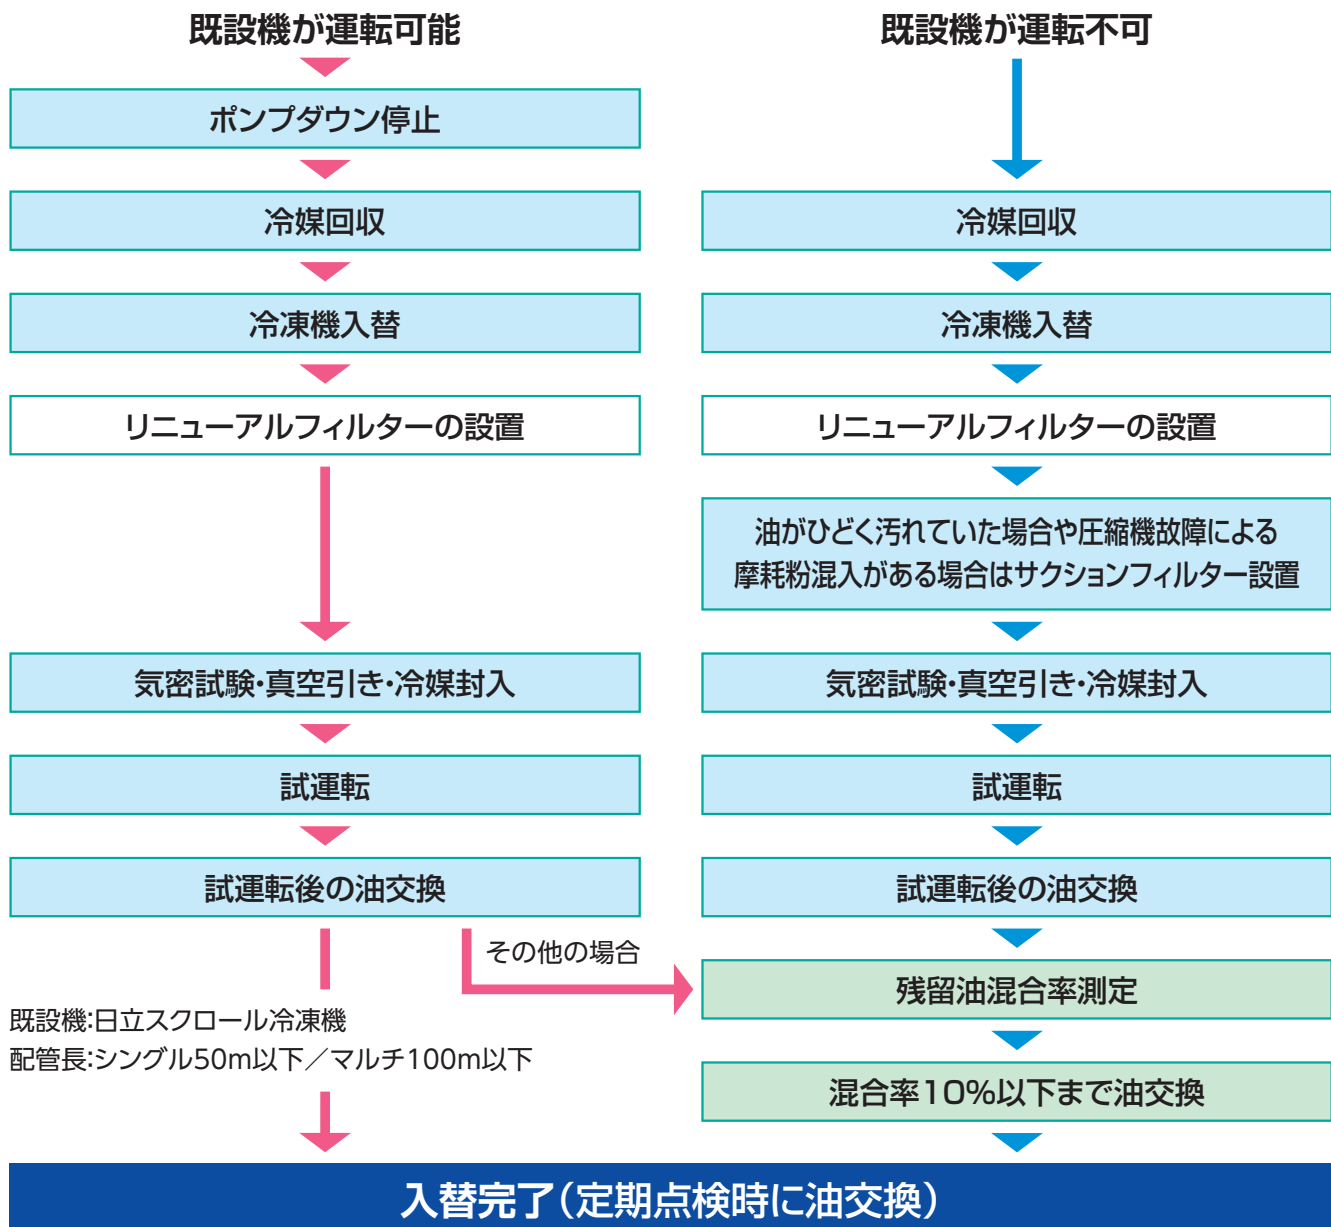 既設機が運転可能
ポンプダウン停止
冷媒回収
冷凍機入替
リニューアルフィルターの設置
気密試験・真空引き・冷媒封入
試運転
試運転後の油交換
その他の場合
既設機:日立スクロール冷凍機
配管長:シングル50m以下／マルチ100m以下
既設機が運転不可
冷媒回収
冷凍機入替
リニューアルフィルターの設置
油がひどく汚れていた場合や圧縮機故障による
摩耗粉混入がある場合はサクションフィルター設置
気密試験・真空引き・冷媒封入
試運転
試運転後の油交換
残留油混合率測定
混合率10%以下まで油交換
入替完了（定期点検時に油交換）